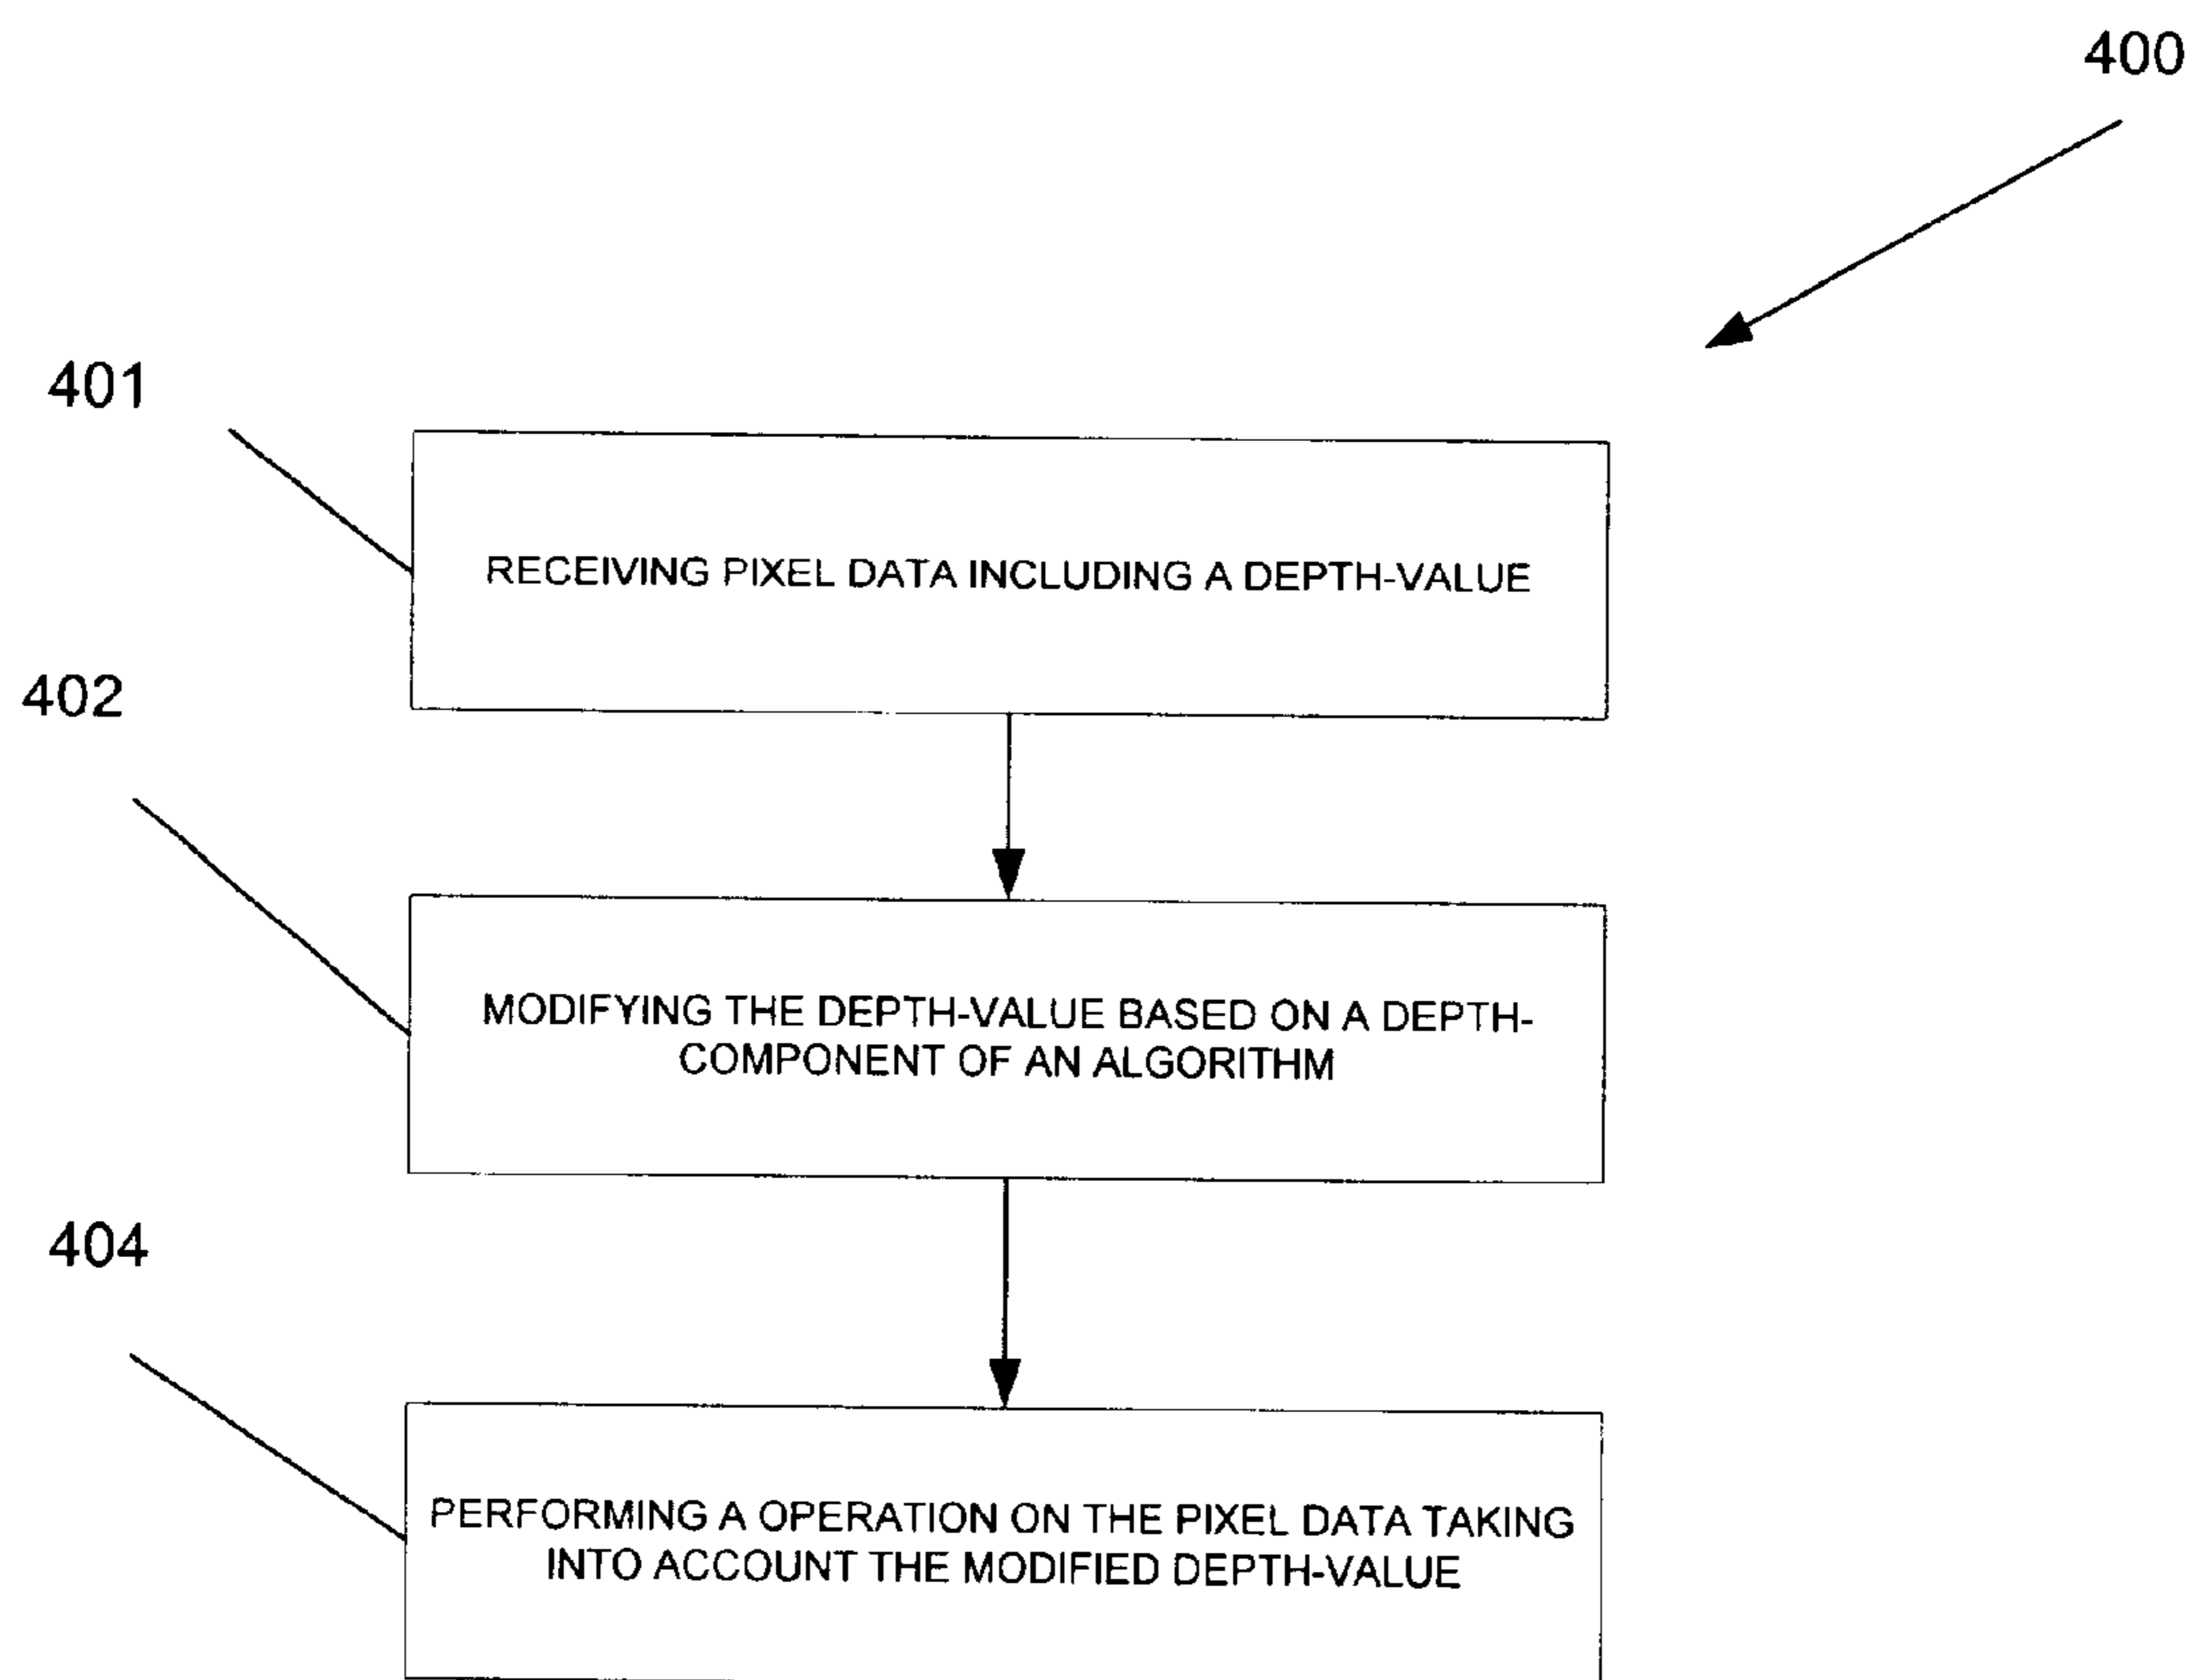 400
401
RECEIVING PIXEL DATA INCLUDING A DEPTH-VALUE
402
MODIFYING THE DEPTH-VALUE BASED ON A DEPTH-
COMPONENT OF AN ALGORITHM
404
PERFORMING A OPERATION ON THE PIXEL DATA TAKING
INTO ACCOUNT THE MODIFIED DEPTH-VALUE